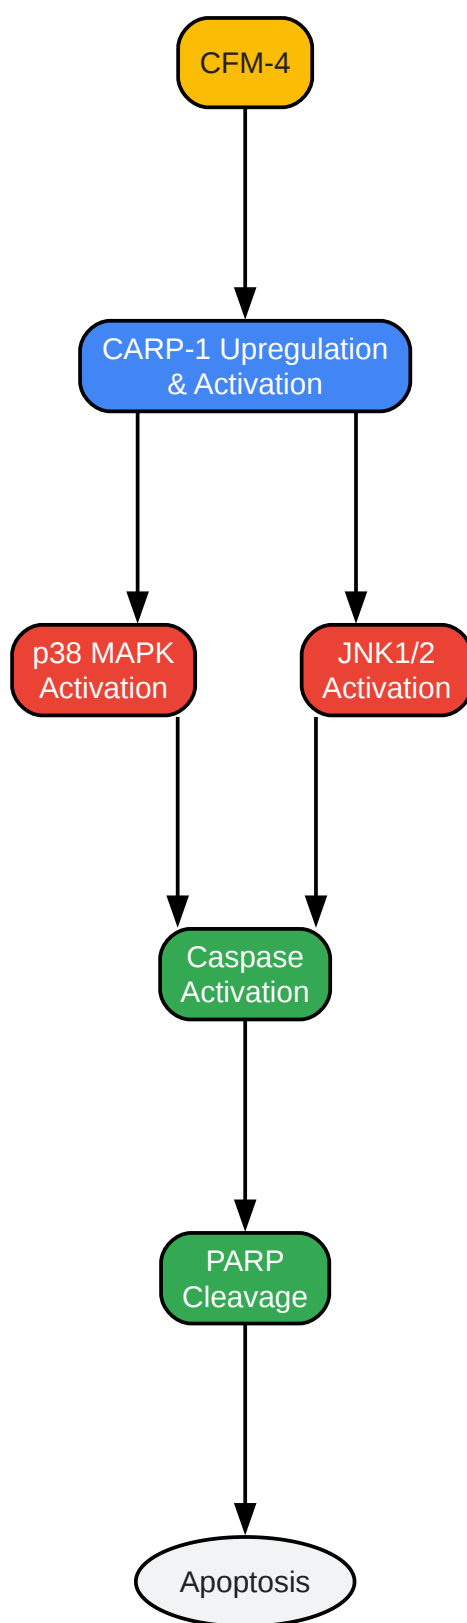 CFM-4
CARP-1 Upregulation
& Activation
p38 MAPK
Activation
JNK1/2
Activation
Caspase
Activation
PARP
Cleavage
Apoptosis